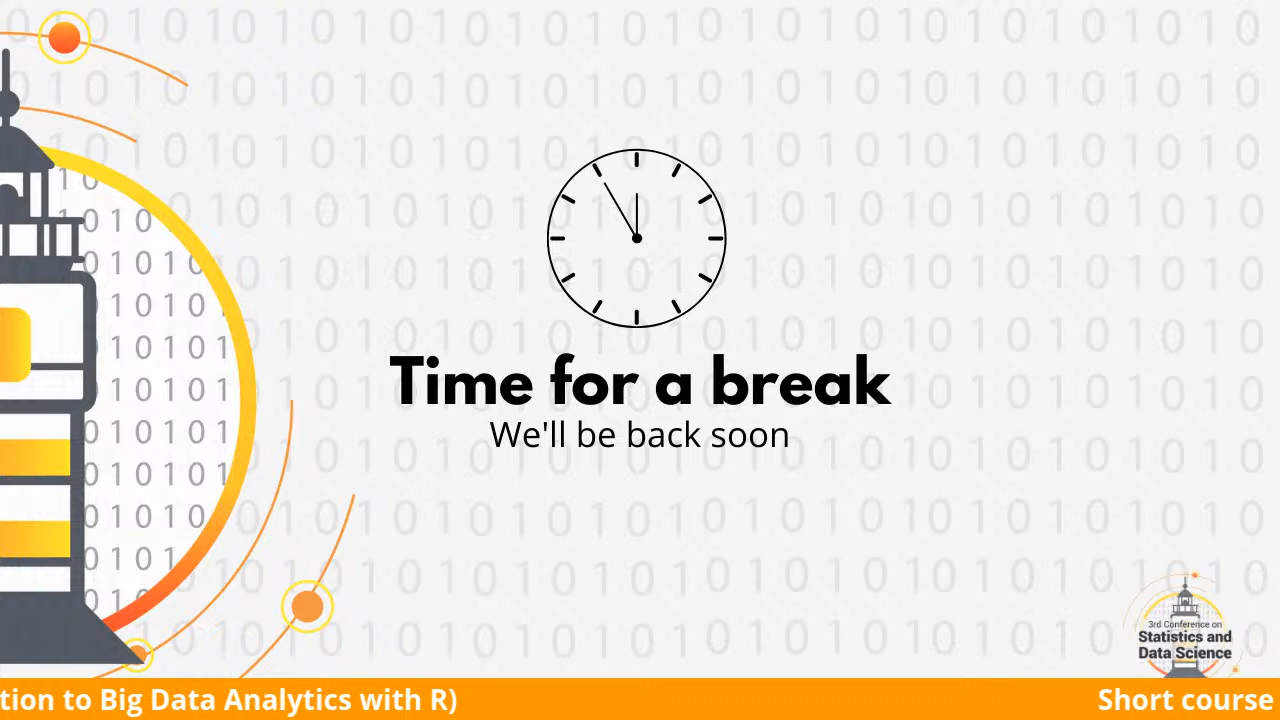 Time for a break
We'll be back soon
3rd Conference on
Statistics and
Data Science
tion to Big Data Analytics with R)
Short course